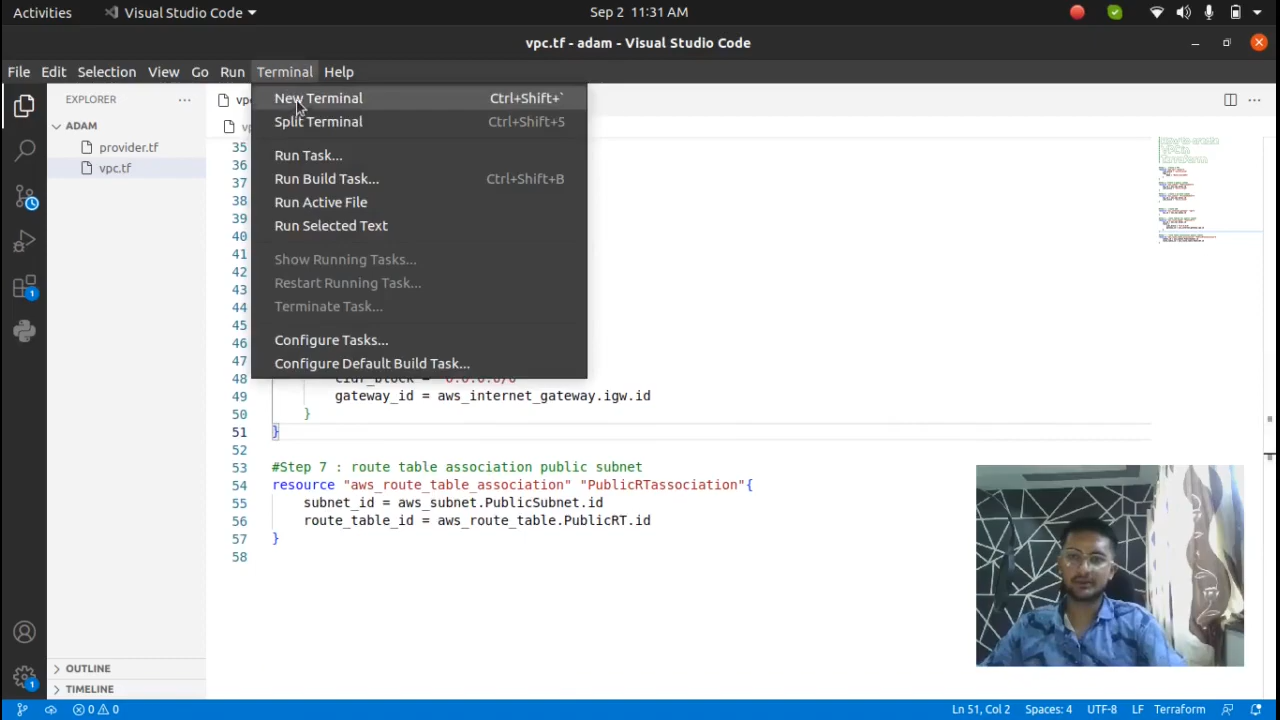 Activities
Visual Studio Code
Sep 2 11:31 AM
vpc.tf - adam - Visual Studio Code
File Edit Selection View Go Run Terminal Help
EXPLORER
ADAM
provider.tf
vpc.tf
New Terminal Ctrl+Shift+`
Split Terminal Ctrl+Shift+5
Run Task...
Run Build Task... Ctrl+Shift+B
Run Active File
Run Selected Text
Show Running Tasks...
Restart Running Task...
Terminate Task...
Configure Tasks...
Configure Default Build Task...
35
36
37
38
39
40
41
42
43
44
45
46
47
48 cidr_block = "0.0.0.0/0"
49 gateway_id = aws_internet_gateway.igw.id
50 }
51 }
52
53 #Step 7 : route table association public subnet
54 resource "aws_route_table_association" "PublicRTassociation"{
55 subnet_id = aws_subnet.PublicSubnet.id
56 route_table_id = aws_route_table.PublicRT.id
57 }
58
OUTLINE
TIMELINE
1
1
0 0
Ln 51, Col 2 Spaces: 4 UTF-8 LF Terraform